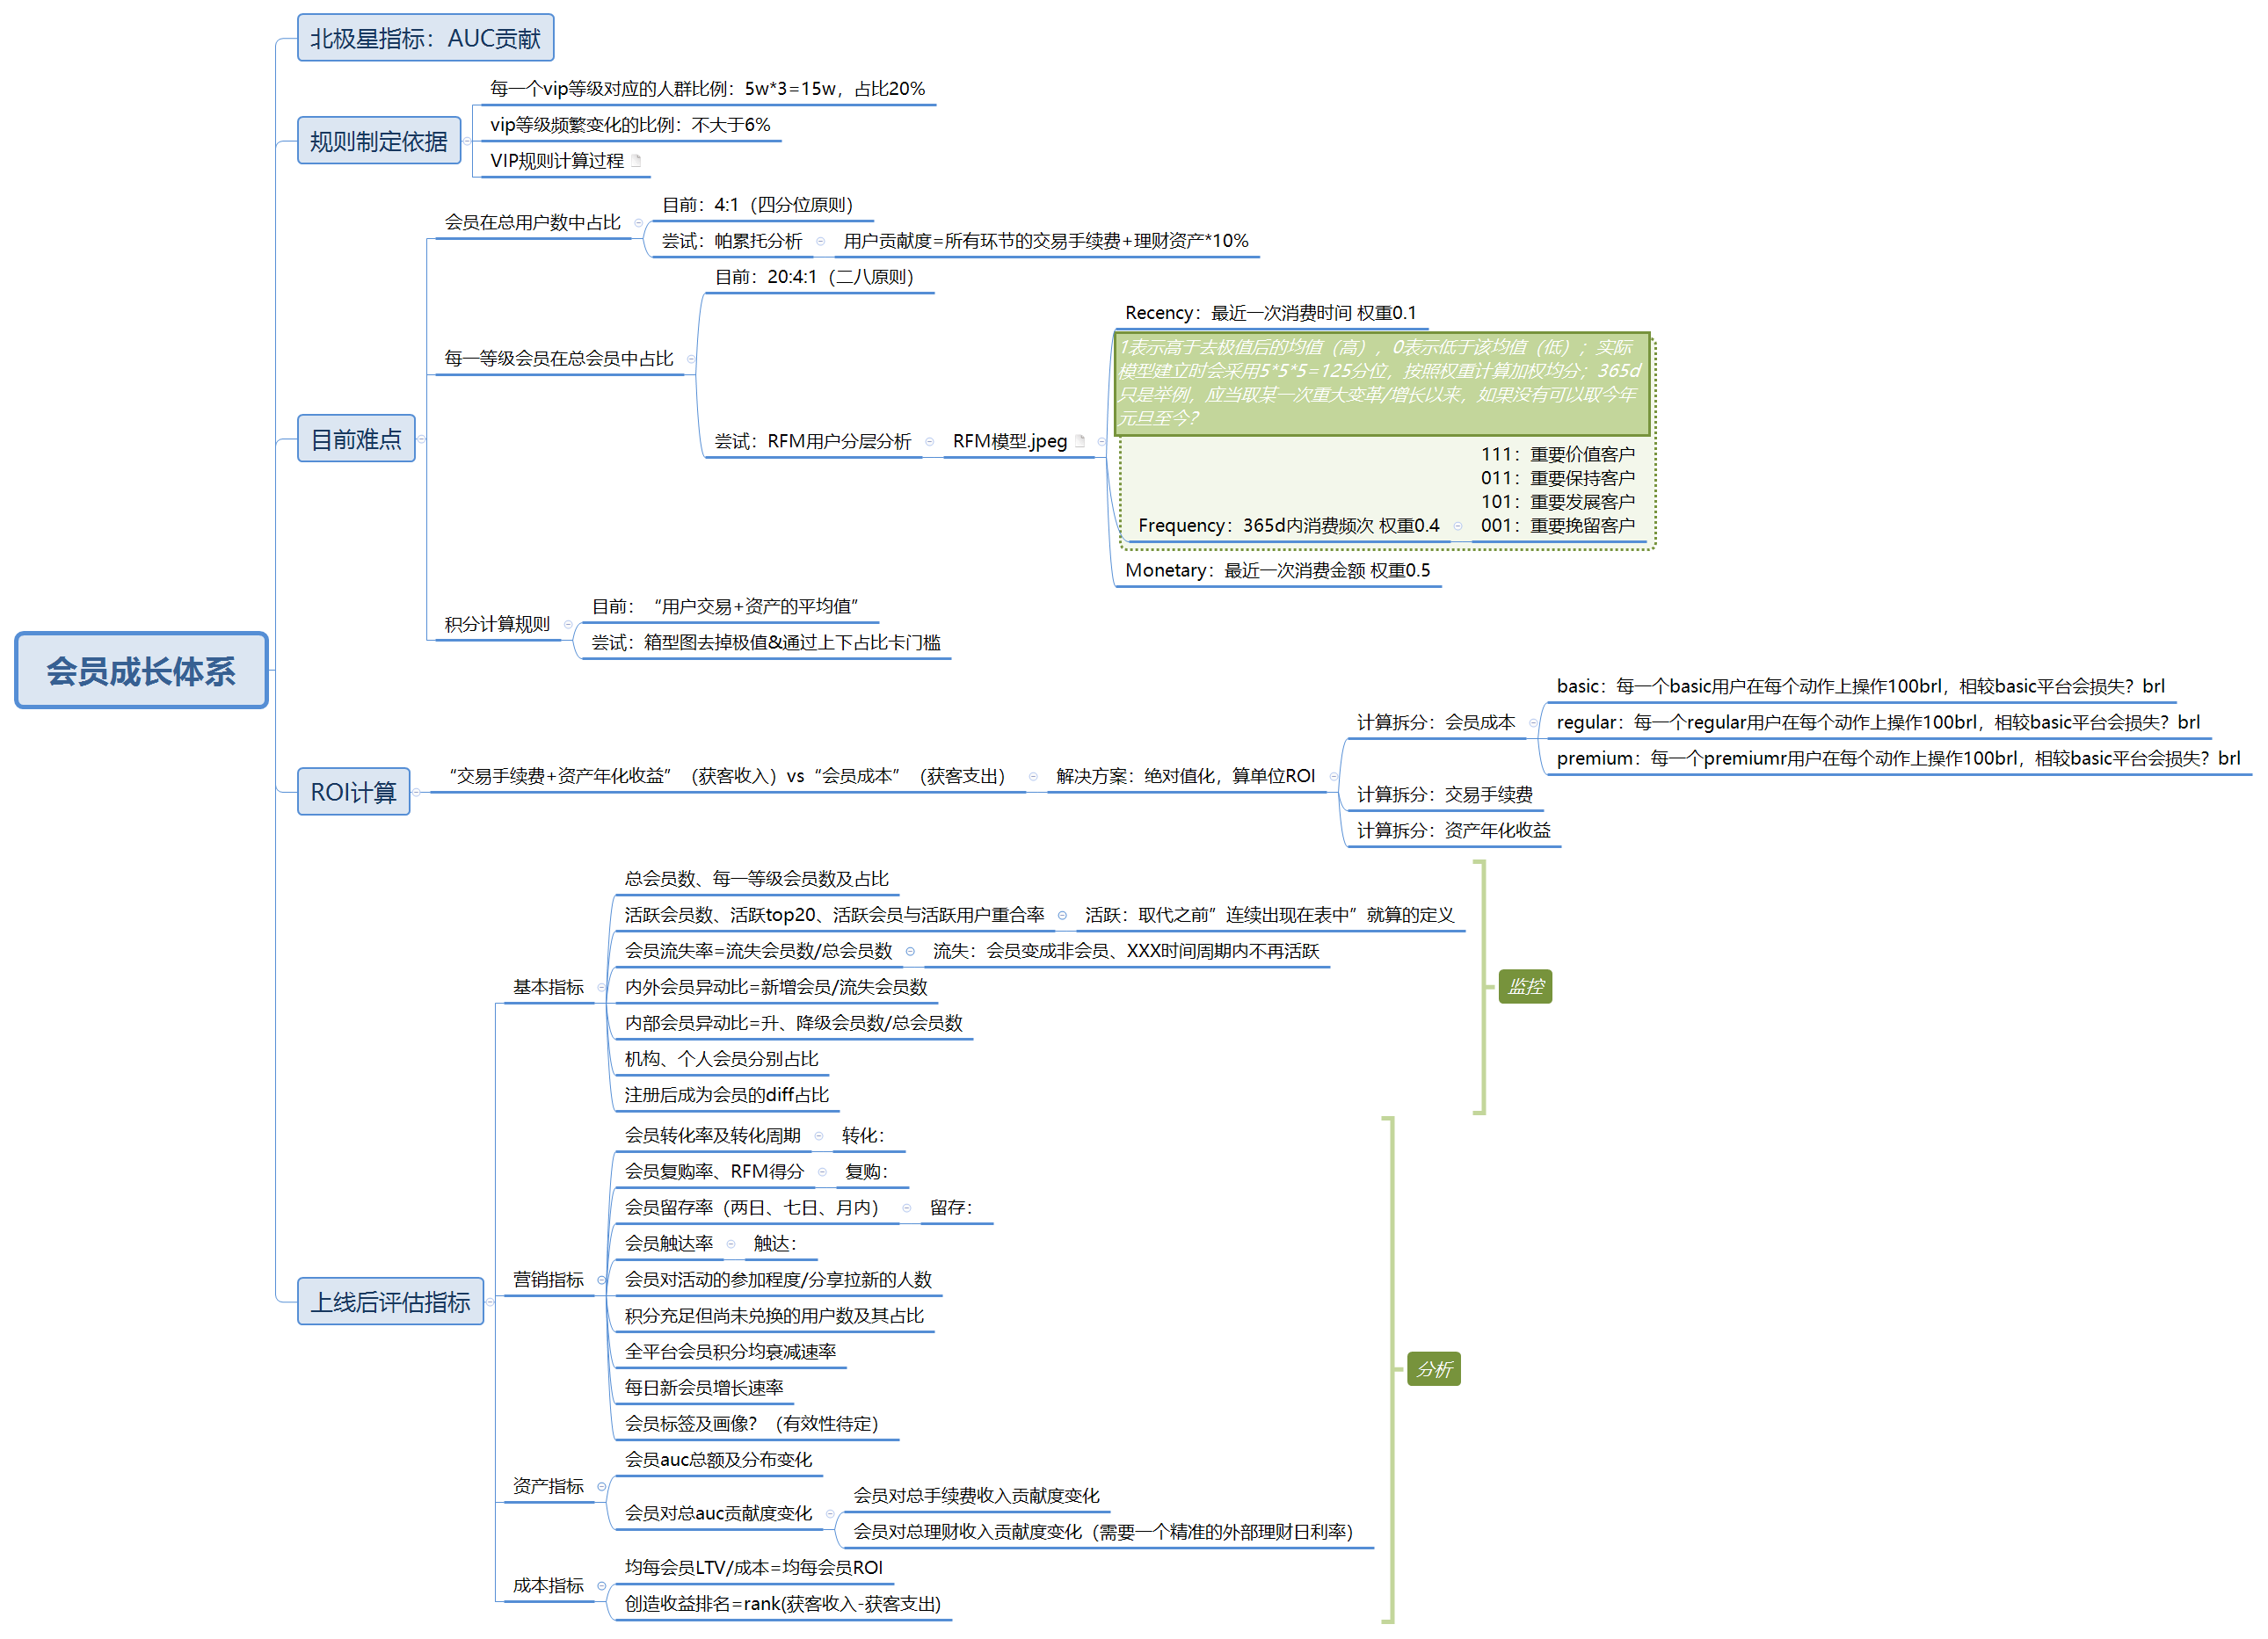 会员成长体系
北极星指标：AUC贡献
规则制定依据
每一个vip等级对应的人群比例：5w*3=15w，占比20%
vip等级频繁变化的比例：不大于6%
VIP规则计算过程
目前难点
会员在总用户数中占比
目前：4:1（四分位原则）
尝试：帕累托分析
用户贡献度=所有环节的交易手续费+理财资产*10%
每一等级会员在总会员中占比
目前：20:4:1（二八原则）
尝试：RFM用户分层分析
RFM模型.jpeg
Recency：最近一次消费时间 权重0.1
1表示高于去极值后的均值（高），0表示低于该均值（低）；实际
模型建立时会采用5*5*5=125分位，按照权重计算加权均分；365d
只是举例，应当取某一次重大变革/增长以来，如果没有可以取今年
元旦至今？
Frequency：365d内消费频次 权重0.4
111：重要价值客户
011：重要保持客户
101：重要发展客户
001：重要挽留客户
Monetary：最近一次消费金额 权重0.5
积分计算规则
目前：“用户交易+资产的平均值”
尝试：箱型图去掉极值&通过上下占比卡门槛
ROI计算
“交易手续费+资产年化收益”（获客收入）vs“会员成本”（获客支出）
解决方案：绝对值化，算单位ROI
计算拆分：会员成本
basic：每一个basic用户在每个动作上操作100brl，相较basic平台会损失？brl
regular：每一个regular用户在每个动作上操作100brl，相较basic平台会损失？brl
premium：每一个premiumr用户在每个动作上操作100brl，相较basic平台会损失？brl
计算拆分：交易手续费
计算拆分：资产年化收益
上线后评估指标
基本指标
总会员数、每一等级会员数及占比
活跃会员数、活跃top20、活跃会员与活跃用户重合率
活跃：取代之前”连续出现在表中”就算的定义
会员流失率=流失会员数/总会员数
流失：会员变成非会员、XXX时间周期内不再活跃
内外会员异动比=新增会员/流失会员数
内部会员异动比=升、降级会员数/总会员数
机构、个人会员分别占比
注册后成为会员的diff占比
监控
营销指标
会员转化率及转化周期
转化：
会员复购率、RFM得分
复购：
会员留存率（两日、七日、月内）
留存：
会员触达率
触达：
会员对活动的参加程度/分享拉新的人数
积分充足但尚未兑换的用户数及其占比
全平台会员积分均衰减速率
每日新会员增长速率
会员标签及画像？（有效性待定）
分析
资产指标
会员auc总额及分布变化
会员对总auc贡献度变化
会员对总手续费收入贡献度变化
会员对总理财收入贡献度变化（需要一个精准的外部理财日利率）
成本指标
均每会员LTV/成本=均每会员ROI
创造收益排名=rank(获客收入-获客支出)